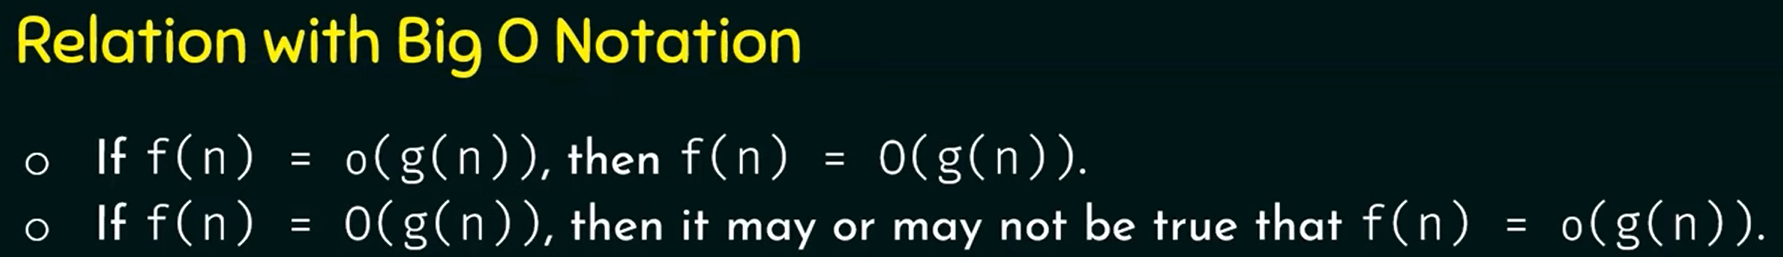 Relation with Big O Notation
○ If f(n) = o(g(n)), then f(n) = O(g(n)).
○ If f(n) = O(g(n)), then it may or may not be true that f(n) = o(g(n)).